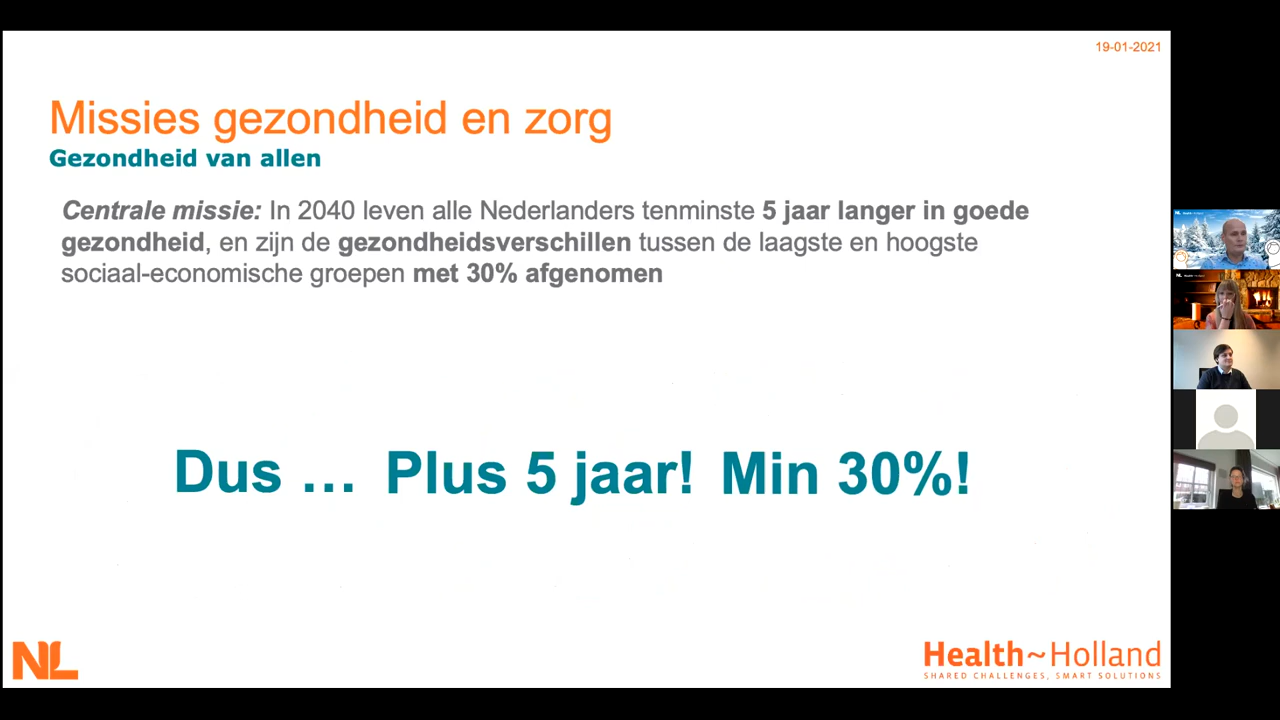 19-01-2021
Missies gezondheid en zorg
Gezondheid van allen
Centrale missie: In 2040 leven alle Nederlanders tenminste 5 jaar langer in goede
gezondheid, en zijn de gezondheidsverschillen tussen de laagste en hoogste
sociaal-economische groepen met 30% afgenomen
Dus … Plus 5 jaar! Min 30%!
NL
Health~Holland
SHARED CHALLENGES, SMART SOLUTIONS